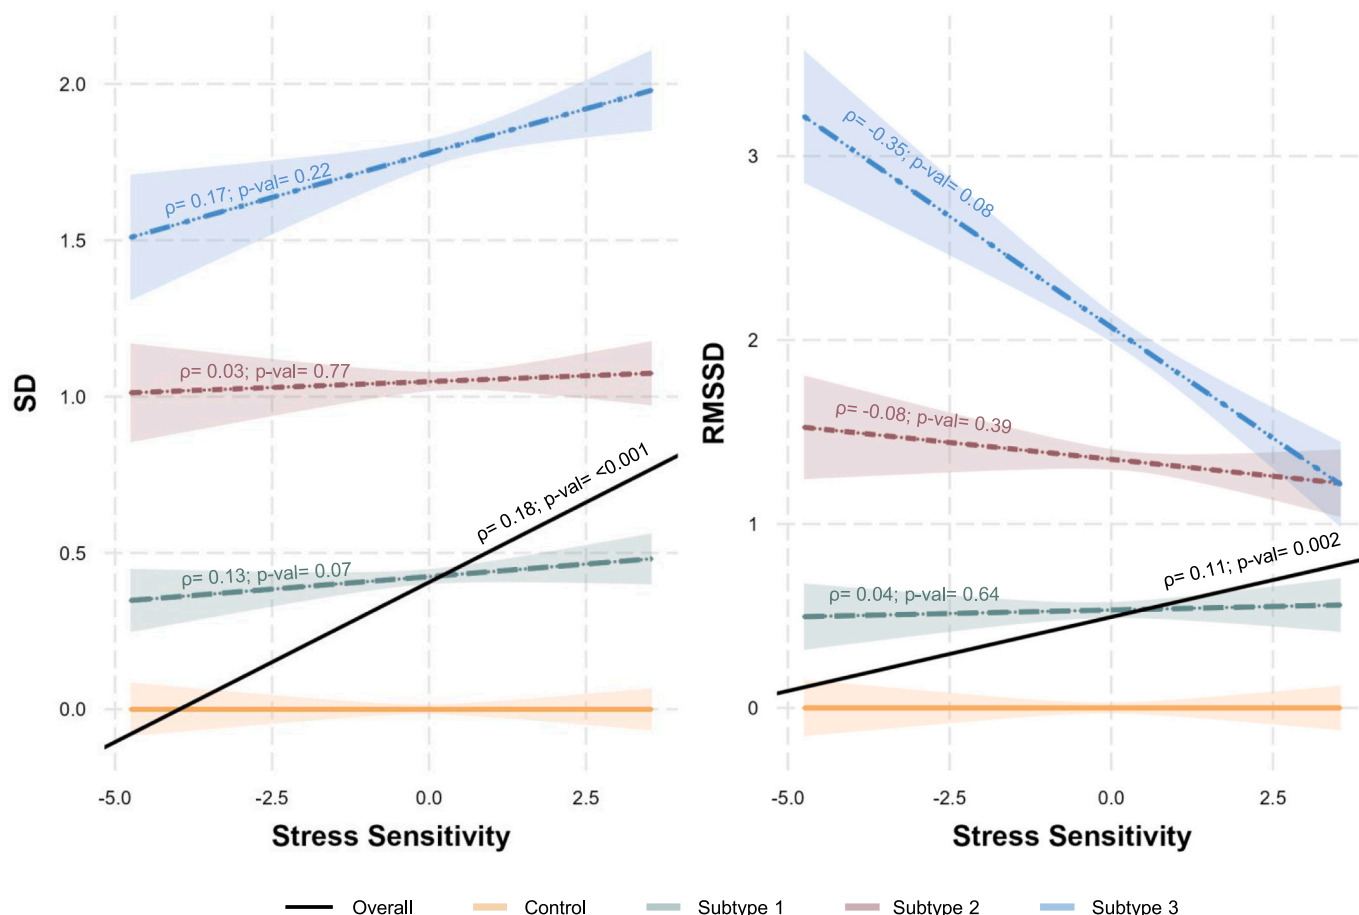 2.0
1.5
1.0
0.5
0.0
SD
ρ= 0.17; p-val= 0.22
ρ= 0.03; p-val= 0.77
ρ= 0.18; p-val= <0.001
ρ= 0.13; p-val= 0.07
-5.0 -2.5 0.0 2.5
Stress Sensitivity
3
2
1
0
RMSSD
ρ= -0.35; p-val= 0.08
ρ= -0.08; p-val= 0.39
ρ= 0.11; p-val= 0.002
ρ= 0.04; p-val= 0.64
-5.0 -2.5 0.0 2.5
Stress Sensitivity
Overall Control Subtype 1 Subtype 2 Subtype 3